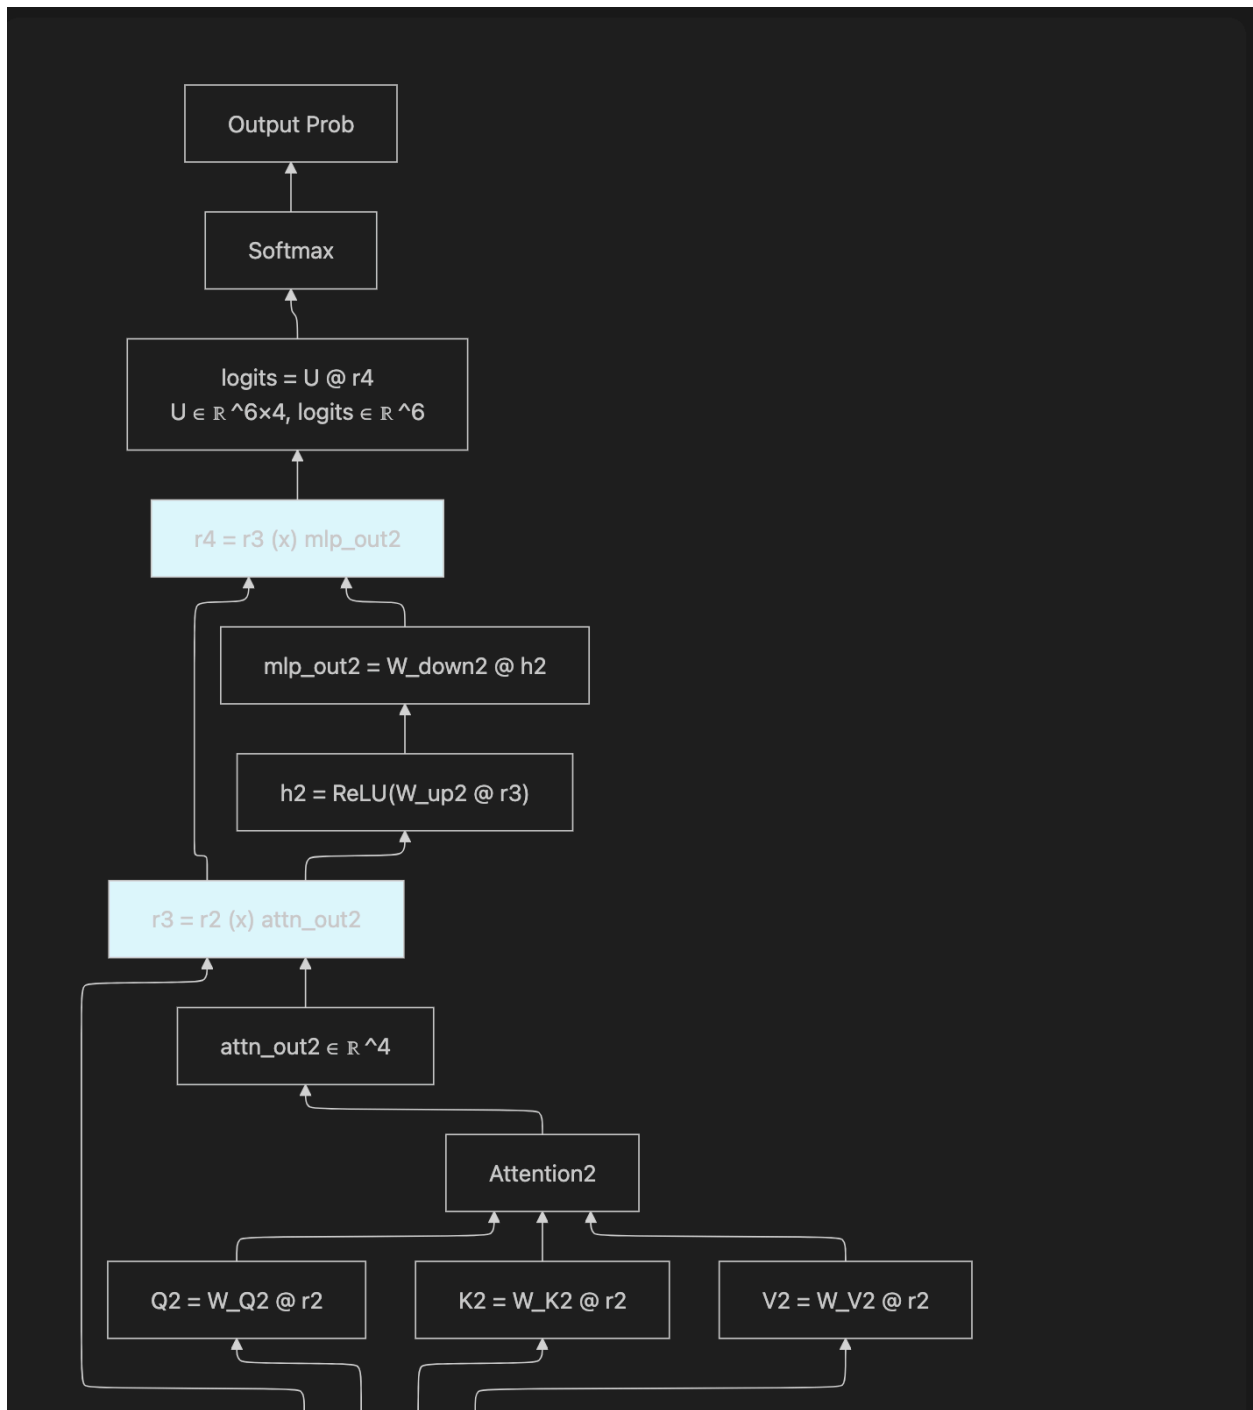 Output Prob
Softmax
logits = U @ r4
U ∈ ℝ ^6×4, logits ∈ ℝ ^6
r4 = r3 (x) mlp_out2
mlp_out2 = W_down2 @ h2
h2 = ReLU(W_up2 @ r3)
r3 = r2 (x) attn_out2
attn_out2 ∈ ℝ ^4
Attention2
Q2 = W_Q2 @ r2
K2 = W_K2 @ r2
V2 = W_V2 @ r2